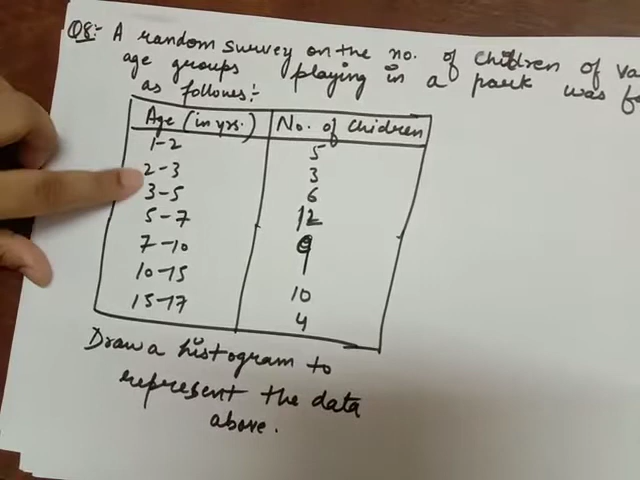 Q8:- A random survey on the no. of children of
age groups playing in a park was
as follows:-
Age (in yrs.) No. of Chidren
1-2 5
2-3 3
3-5 6
5-7 12
7-10 9
10-15 10
15-17 4
Draw a histogram to
represent the data
above.